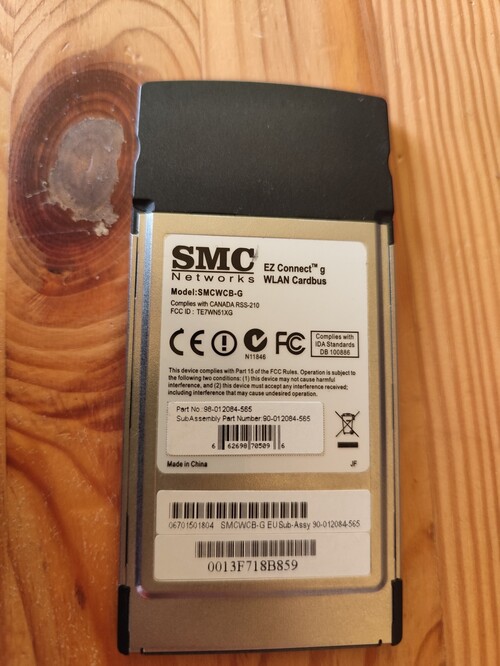 SMC
Networks
EZ Connect™ g
WLAN Cardbus
Model:SMCWCB-G
Complies with CANADA RSS-210
FCC ID : TE7WN51XG
CE
FC
N11846
Complies with
IDA Standards
DB 100886
This device complies with Part 15 of the FCC Rules. Operation is subject to
the following two conditions: (1) this device may not cause harmful
interference, and (2) this device must accept any interference received;
including interference that may cause undesired operation.
Part No.:98-012084-565
SubAssembly Part Number:90-012084-565
6 62698 70509 6
Made in China
JF
06701501804 SMCWCB-G EU Sub-Assy 90-012084-565
0013F718B859